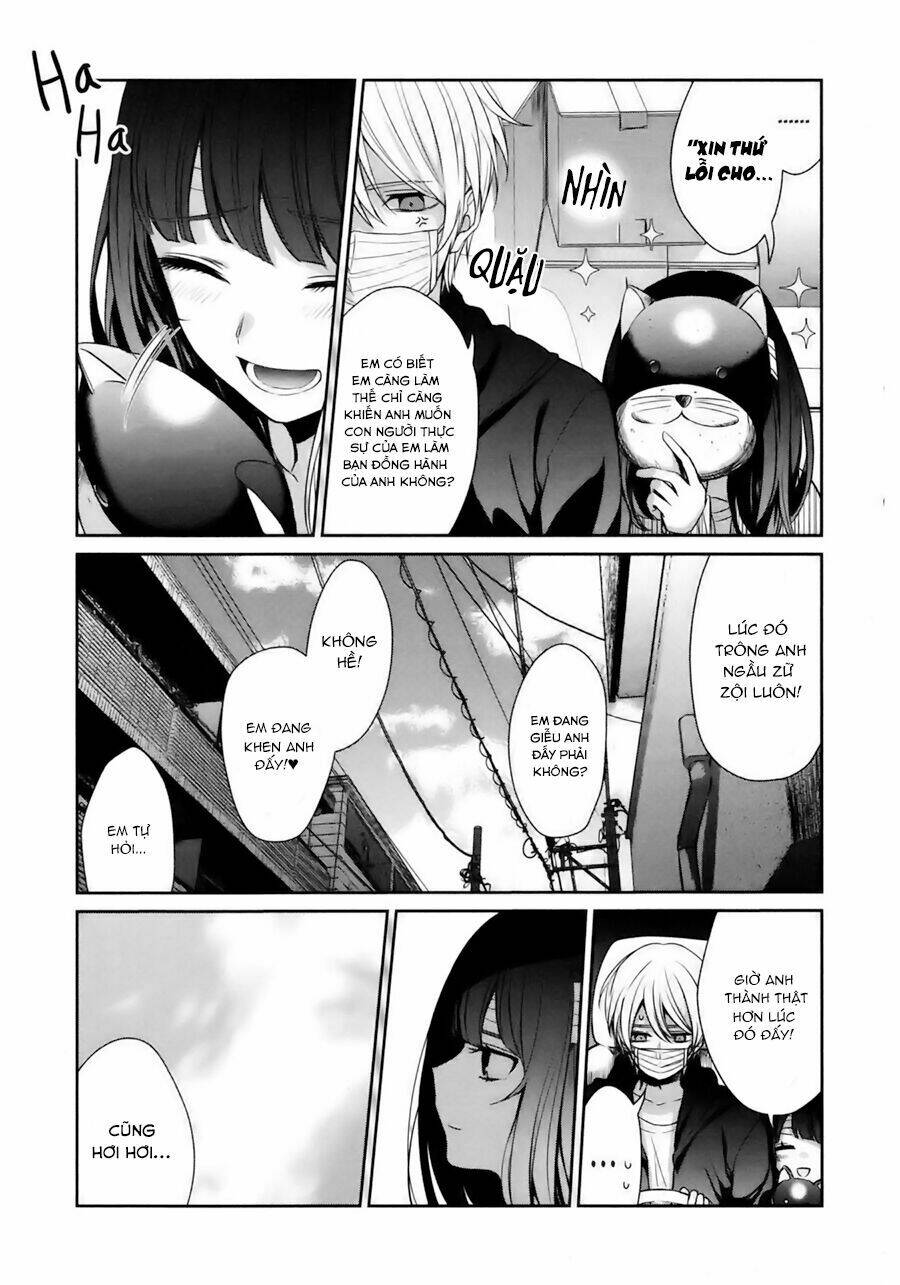 ......
"XIN THỨ
LỖI CHO...
NHÌN
QUẠU
EM CÓ BIẾT
EM CÀNG LÀM
THẾ CHỈ CÀNG
KHIẾN ANH MUỐN
CON NGƯỜI THỰC
SỰ CỦA EM LÀM
BẠN ĐỒNG HÀNH
CỦA ANH KHÔNG?
Ha
Ha
LÚC ĐÓ
TRÔNG ANH
NGẦU ZỮ
ZỘI LUÔN!
EM ĐANG
GIỄU ANH
ĐẤY PHẢI
KHÔNG?
KHÔNG
HỀ!
EM ĐANG
KHEN ANH
ĐẤY!♥
EM TỰ
HỎI...
GIỜ ANH
THÀNH THẬT
HƠN LÚC
ĐÓ ĐẤY!
....
CŨNG
HƠI HƠI...